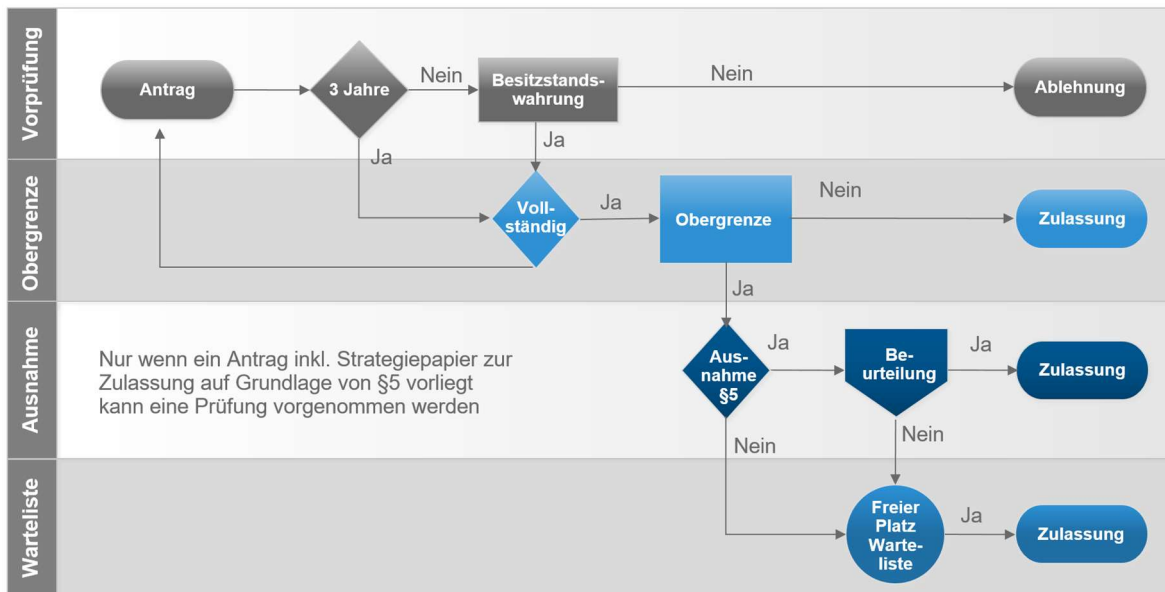 Vorprüfung
Antrag
3 Jahre
Nein
Besitzstands-
wahrung
Nein
Ablehnung
Ja
Ja
Obergrenze
Voll-
ständig
Ja
Obergrenze
Nein
Zulassung
Ja
Ausnahme
Nur wenn ein Antrag inkl. Strategiepapier zur
Zulassung auf Grundlage von §5 vorliegt
kann eine Prüfung vorgenommen werden
Aus-
nahme
§5
Ja
Be-
urteilung
Ja
Zulassung
Nein
Nein
Warteliste
Freier
Platz
Warte-
liste
Ja
Zulassung